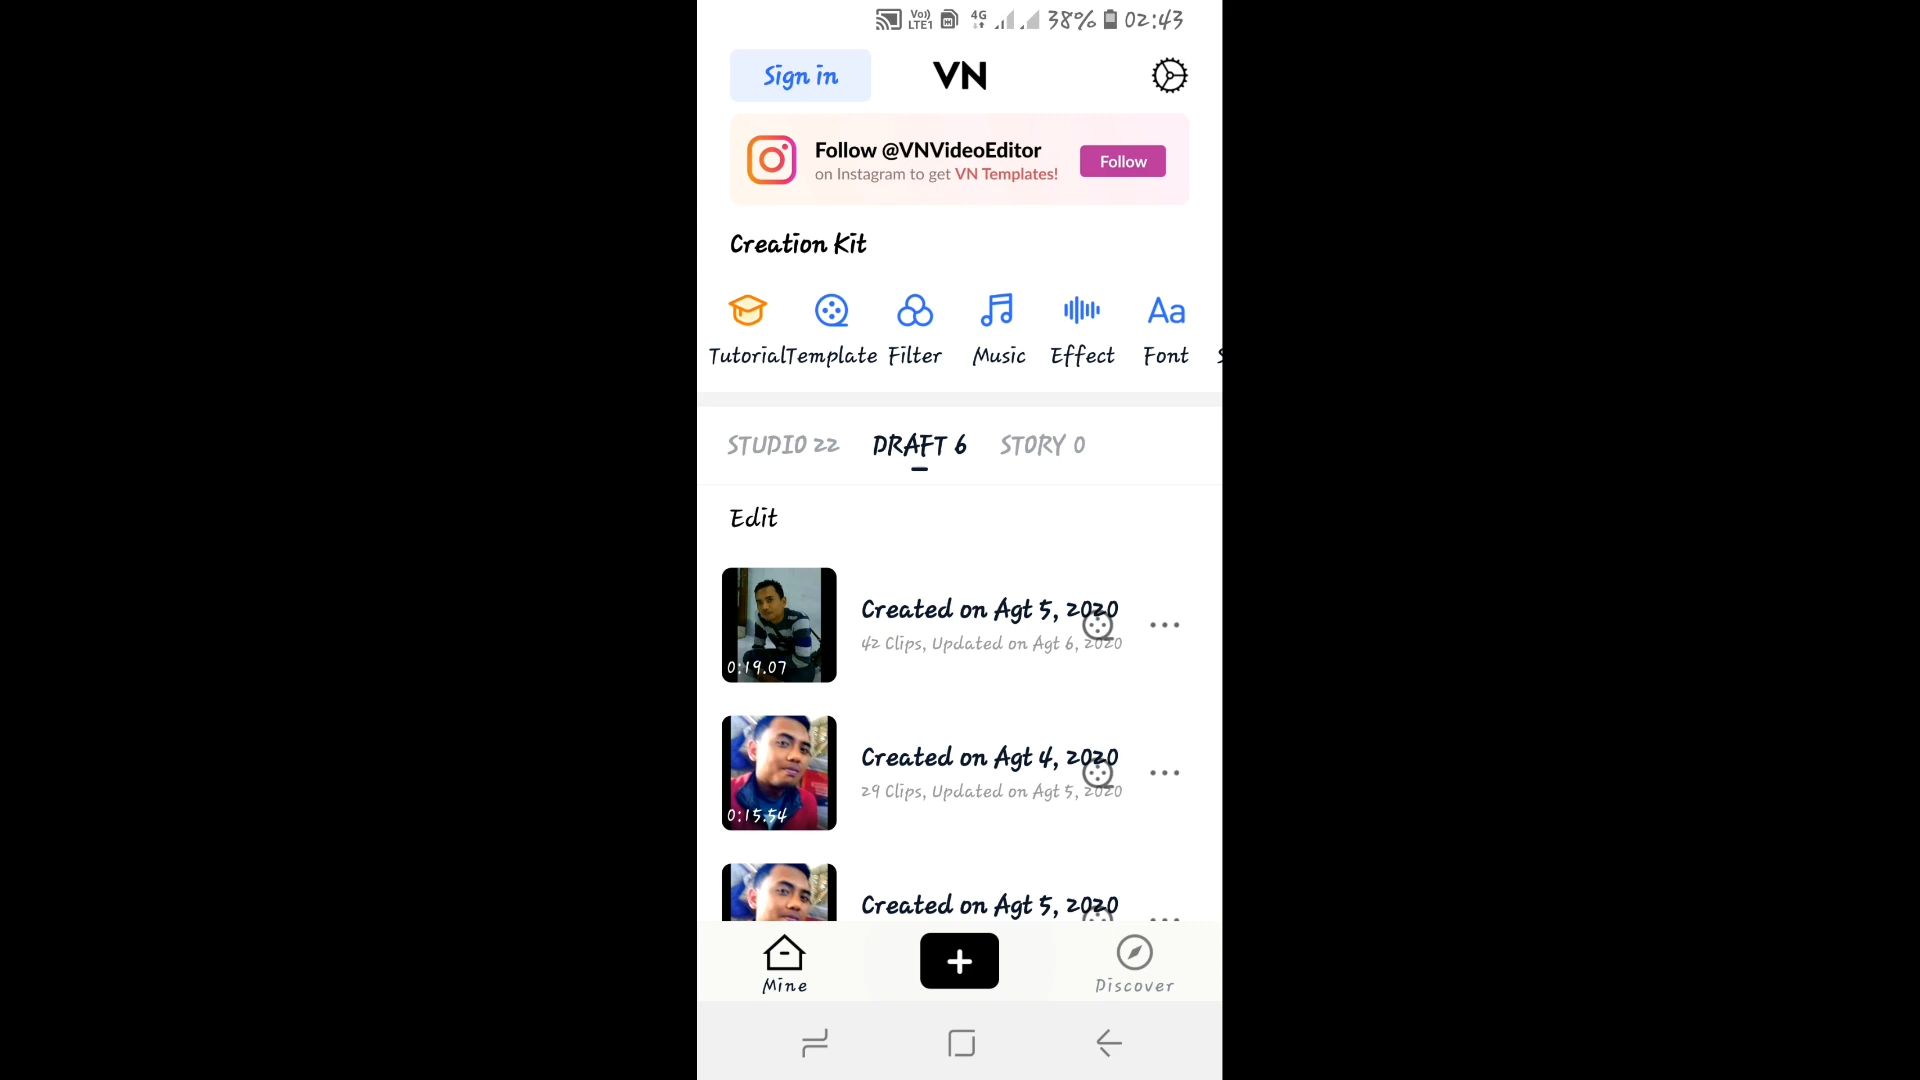 Vo)) LTE1 4G 38% 02:43
Sign in VN
Follow @VNVideoEditor
on Instagram to get VN Templates!
Follow
Creation Kit
Aa
Tutorial Template Filter Music Effect Font
STUDIO 22 DRAFT 6 STORY 0
Edit
Created on Agt 5, 2020
42 Clips, Updated on Agt 6, 2020
0:19.07
Created on Agt 4, 2020
29 Clips, Updated on Agt 5, 2020
0:15.54
Created on Agt 5, 2020
Mine
Discover